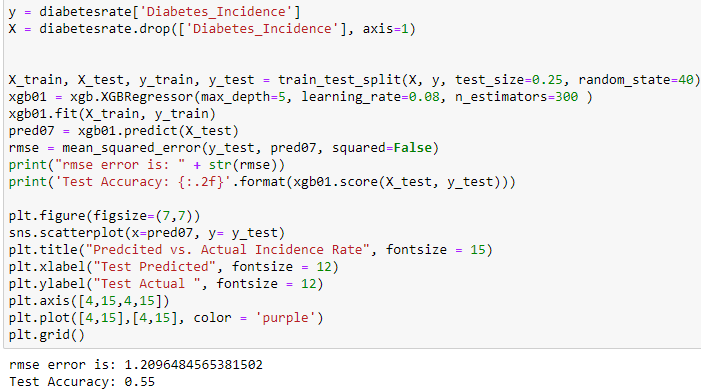 y = diabetesrate['Diabetes_Incidence']
X = diabetesrate.drop(['Diabetes_Incidence'], axis=1)
X_train, X_test, y_train, y_test = train_test_split(X, y, test_size=0.25, random_state=40)
xgb01 = xgb.XGBRegressor(max_depth=5, learning_rate=0.08, n_estimators=300 )
xgb01.fit(X_train, y_train)
pred07 = xgb01.predict(X_test)
rmse = mean_squared_error(y_test, pred07, squared=False)
print("rmse error is: " + str(rmse))
print('Test Accuracy: {:.2f}'.format(xgb01.score(X_test, y_test)))
plt.figure(figsize=(7,7))
sns.scatterplot(x=pred07, y= y_test)
plt.title("Predcited vs. Actual Incidence Rate", fontsize = 15)
plt.xlabel("Test Predicted", fontsize = 12)
plt.ylabel("Test Actual ", fontsize = 12)
plt.axis([4,15,4,15])
plt.plot([4,15],[4,15], color = 'purple')
plt.grid()
rmse error is: 1.2096484565381502
Test Accuracy: 0.55